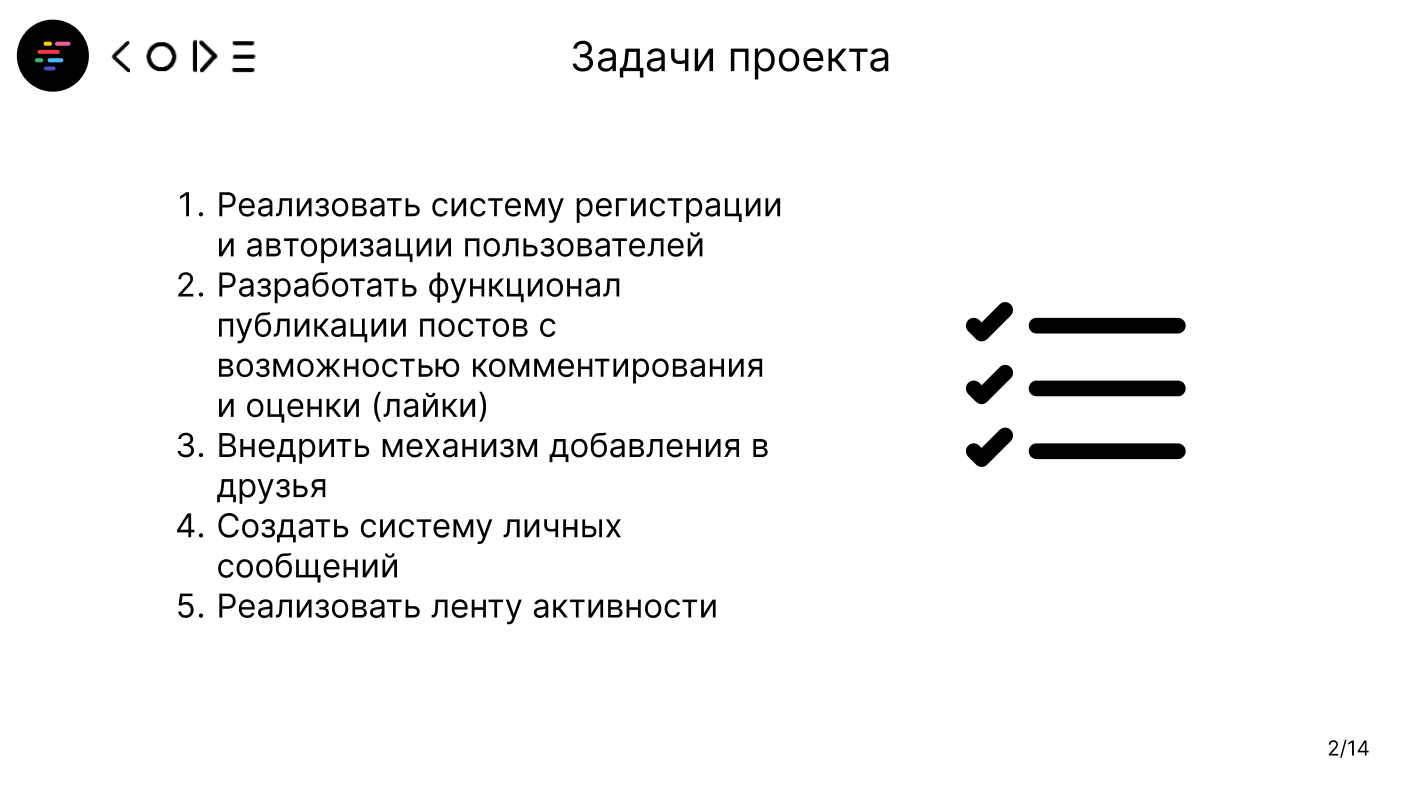 CODE
Задачи проекта
1. Реализовать систему регистрации
и авторизации пользователей
2. Разработать функционал
публикации постов с
возможностью комментирования
и оценки (лайки)
3. Внедрить механизм добавления в
друзья
4. Создать систему личных
сообщений
5. Реализовать ленту активности
2/14